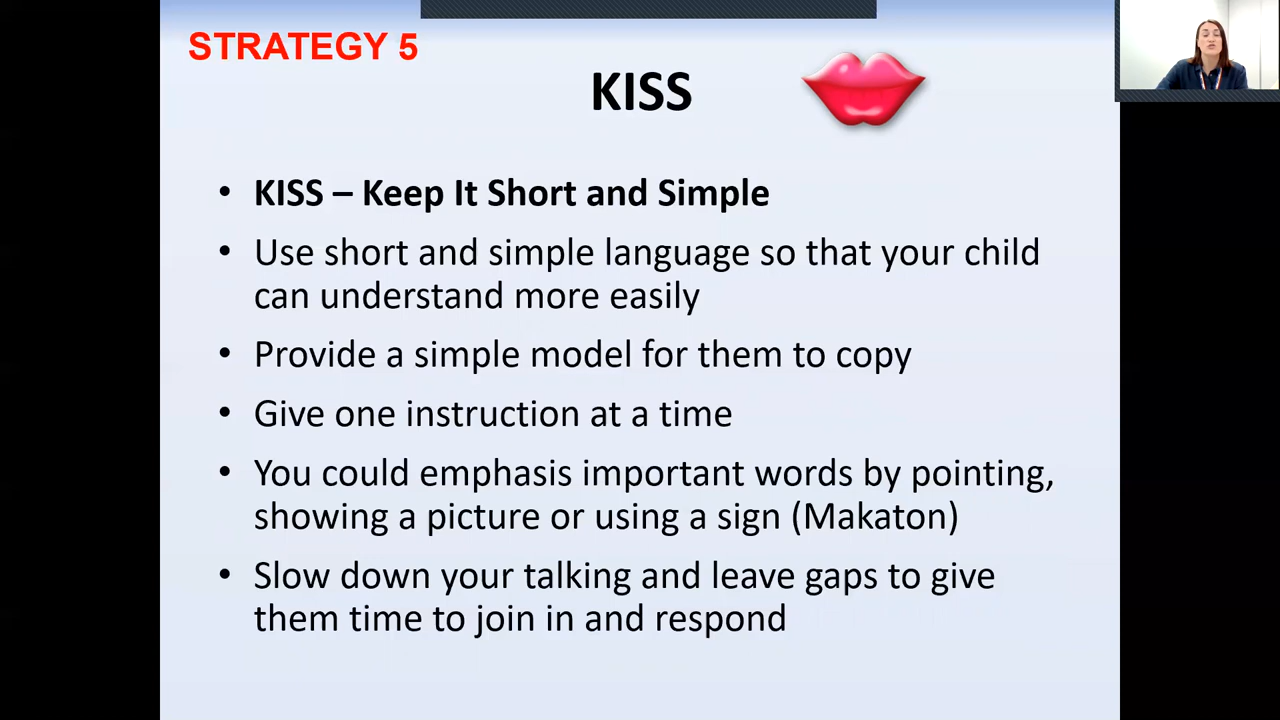 STRATEGY 5
KISS
• KISS – Keep It Short and Simple
• Use short and simple language so that your child
can understand more easily
• Provide a simple model for them to copy
• Give one instruction at a time
• You could emphasis important words by pointing,
showing a picture or using a sign (Makaton)
• Slow down your talking and leave gaps to give
them time to join in and respond